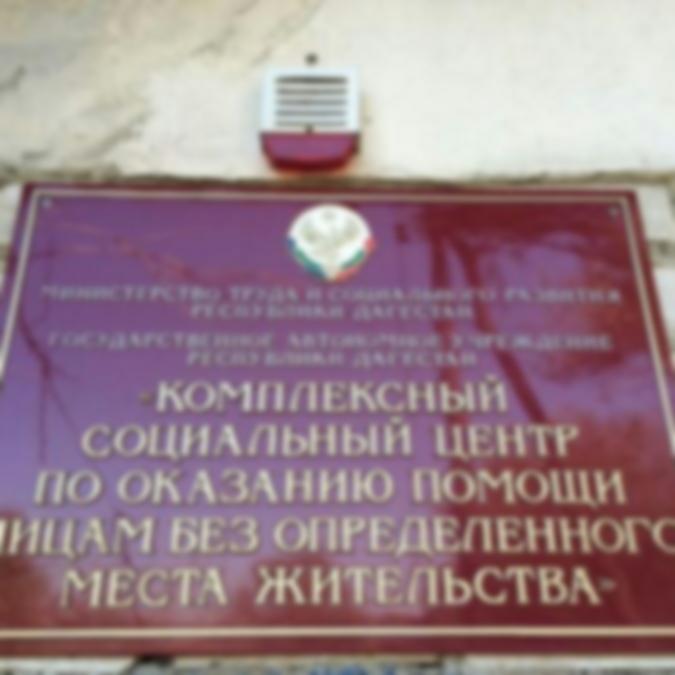 МИНИСТЕРСТВО ТРУДА И СОЦИАЛЬНОГО РАЗВИТИЯ
РЕСПУБЛИКИ ДАГЕСТАН
ГОСУДАРСТВЕННОЕ АВТОНОМНОЕ УЧРЕЖДЕНИЕ
РЕСПУБЛИКИ ДАГЕСТАН
«КОМПЛЕКСНЫЙ
СОЦИАЛЬНЫЙ ЦЕНТР
ПО ОКАЗАНИЮ ПОМОЩИ
ЛИЦАМ БЕЗ ОПРЕДЕЛЕННОГО
МЕСТА ЖИТЕЛЬСТВА»